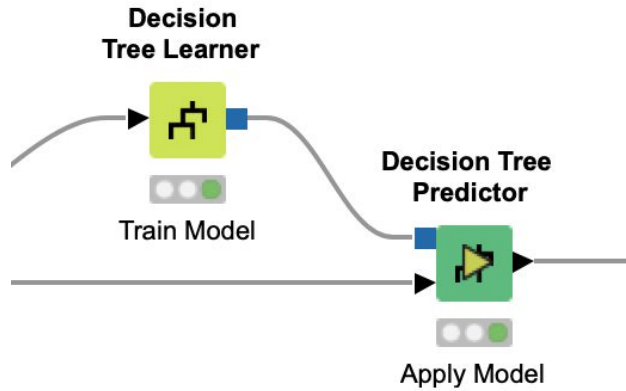 Decision
Tree Learner
Train Model
Decision Tree
Predictor
Apply Model